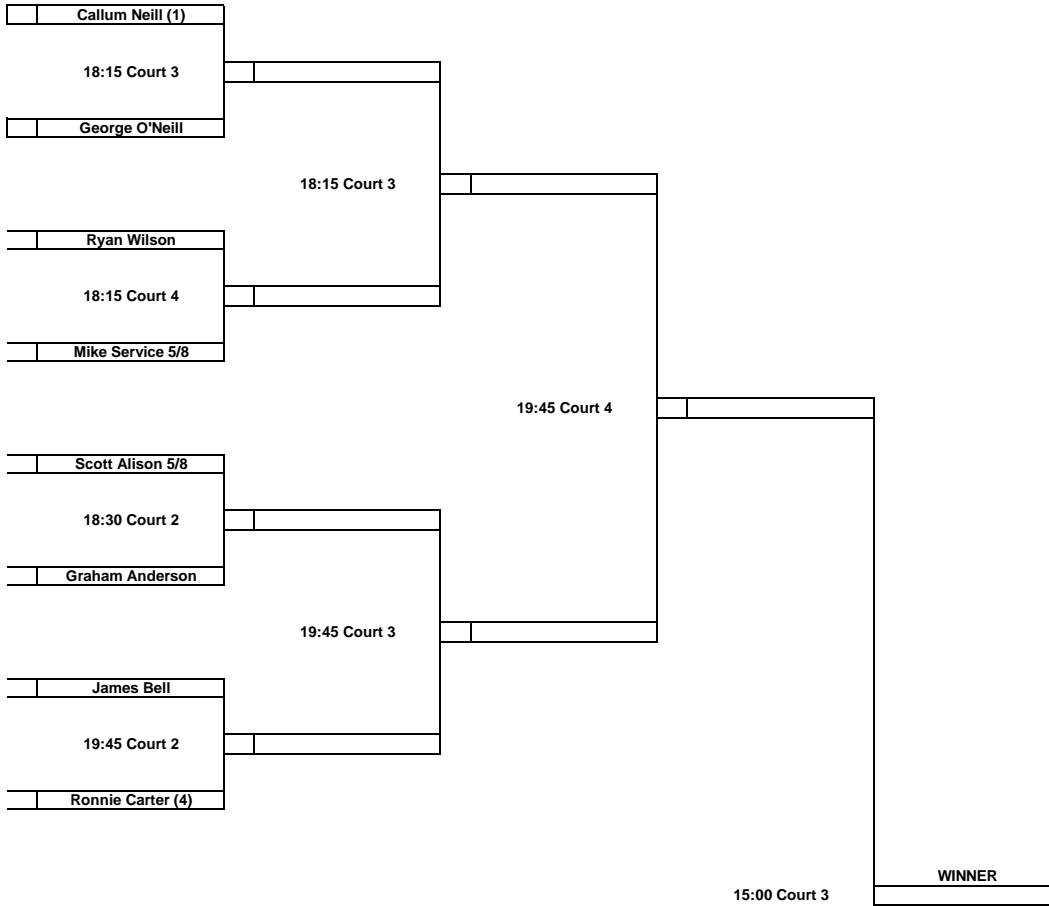 Callum Neill (1)
18:15 Court 3
George O'Neill
18:15 Court 3
Ryan Wilson
18:15 Court 4
Mike Service 5/8
19:45 Court 4
Scott Alison 5/8
18:30 Court 2
Graham Anderson
19:45 Court 3
James Bell
19:45 Court 2
Ronnie Carter (4)
WINNER
15:00 Court 3